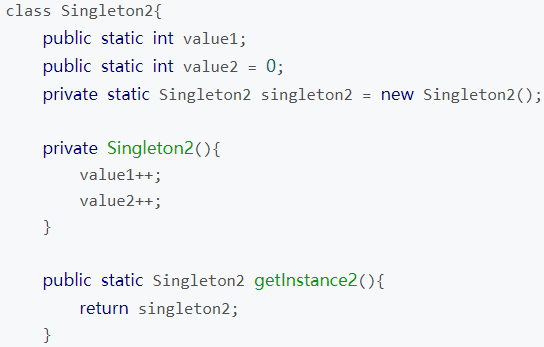 class Singleton2{
    public static int value1;
    public static int value2 = 0;
    private static Singleton2 singleton2 = new Singleton2();
    private Singleton2(){
        value1++;
        value2++;
    }
    public static Singleton2 getInstance2(){
        return singleton2;
    }